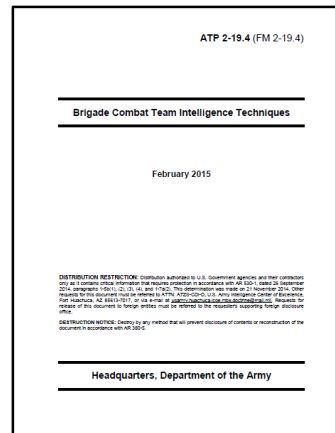 ATP 2-19.4 (FM 2-19.4)
Brigade Combat Team Intelligence Techniques
February 2015
DISTRIBUTION RESTRICTION: Distribution authorized to U.S. Government agencies and their contractors
only as it contains critical information that requires protection in accordance with AR 530-1, dated 26 September
2014, paragraphs 1-5b(1), (2), (3), (4), and 1-7a(2). This determination was made on 21 November 2014. Other
requests for this document must be referred to ATTN: ATZS-CDI-D, U.S. Army Intelligence Center of Excellence,
Fort Huachuca, AZ 85613-7017, or via e-mail at Requests for
release of this document to foreign entities must be referred to the requester's supporting foreign disclosure
office.
DESTRUCTION NOTICE: Destroy by any method that will prevent disclosure of contents or reconstruction of the
document in accordance with AR 380-5.
Headquarters, Department of the Army